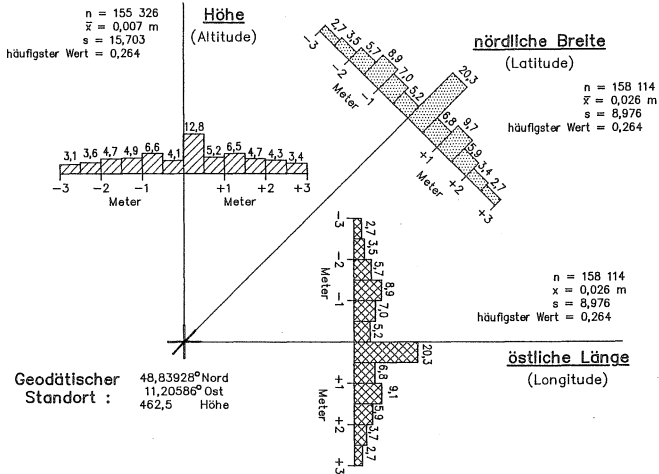 n = 155 326
x̄ = 0,007 m
s = 15,703
häufigster Wert = 0,264
Höhe
(Altitude)
3,1 3,6 4,7 4,9 6,6 4,1 12,8 5,2 6,5 4,7 4,3 3,4
-3 -2 -1 +1 +2 +3
Meter Meter
nördliche Breite
(Latitude)
n = 158 114
x̄ = 0,026 m
s = 8,976
häufigster Wert = 0,264
2,7 3,5 5,7 8,9 7,0 5,2 20,3 6,8 9,7 5,9 3,4 2,7
-3 -2 -1 +1 +2 +3
Meter Meter
n = 158 114
x = 0,026 m
s = 8,976
häufigster Wert = 0,264
östliche Länge
(Longitude)
2,7 3,5 5,7 8,9 7,0 5,2 20,3 6,8 9,1 5,9 3,7 2,7
-3 -2 -1 +1 +2 +3
Meter Meter
Geodätischer
Standort :
48,83928° Nord
11,20586° Ost
462,5 Höhe